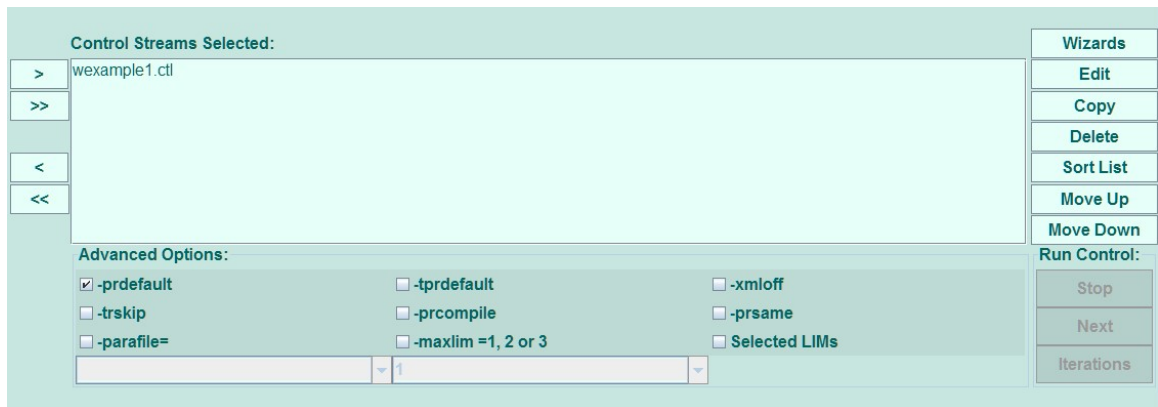 Control Streams Selected:
Wizards
>
wexample1.ctl
Edit
>>
Copy
Delete
<
Sort List
<<
Move Up
Move Down
Advanced Options:
Run Control:
-prdefault
-tprdefault
-xmloff
Stop
-trskip
-prcompile
-prsame
Next
-parafile=
-maxlim =1, 2 or 3
Selected LIMs
1
Iterations